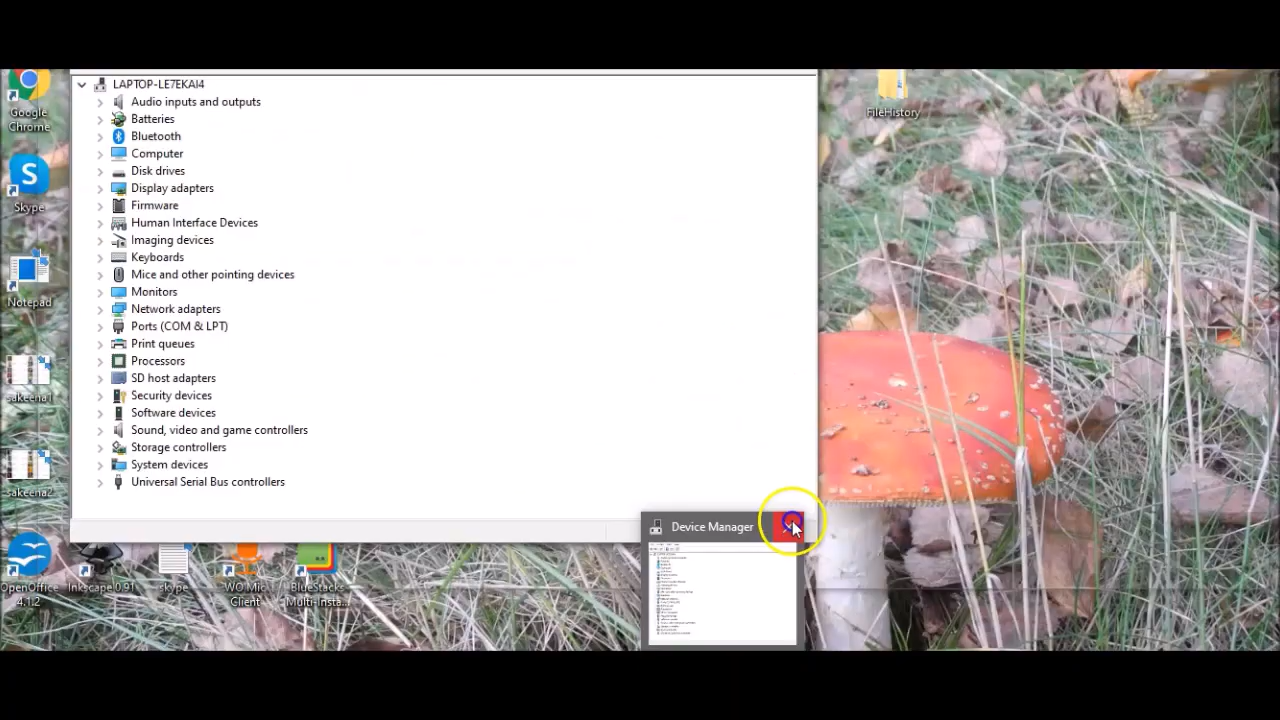 LAPTOP-LE7EKAI4
Audio inputs and outputs
Batteries
Bluetooth
Computer
Disk drives
Display adapters
Firmware
Human Interface Devices
Imaging devices
Keyboards
Mice and other pointing devices
Monitors
Network adapters
Ports (COM & LPT)
Print queues
Processors
SD host adapters
Security devices
Software devices
Sound, video and game controllers
Storage controllers
System devices
Universal Serial Bus controllers
Google
Chrome
S
Skype
Notepad
sakeena1
sakeena2
OpenOffice
4.1.2
Inkscape 0.91
skype
WO Mic
Client
BlueStacks
Multi-Insta...
FileHistory
Device Manager